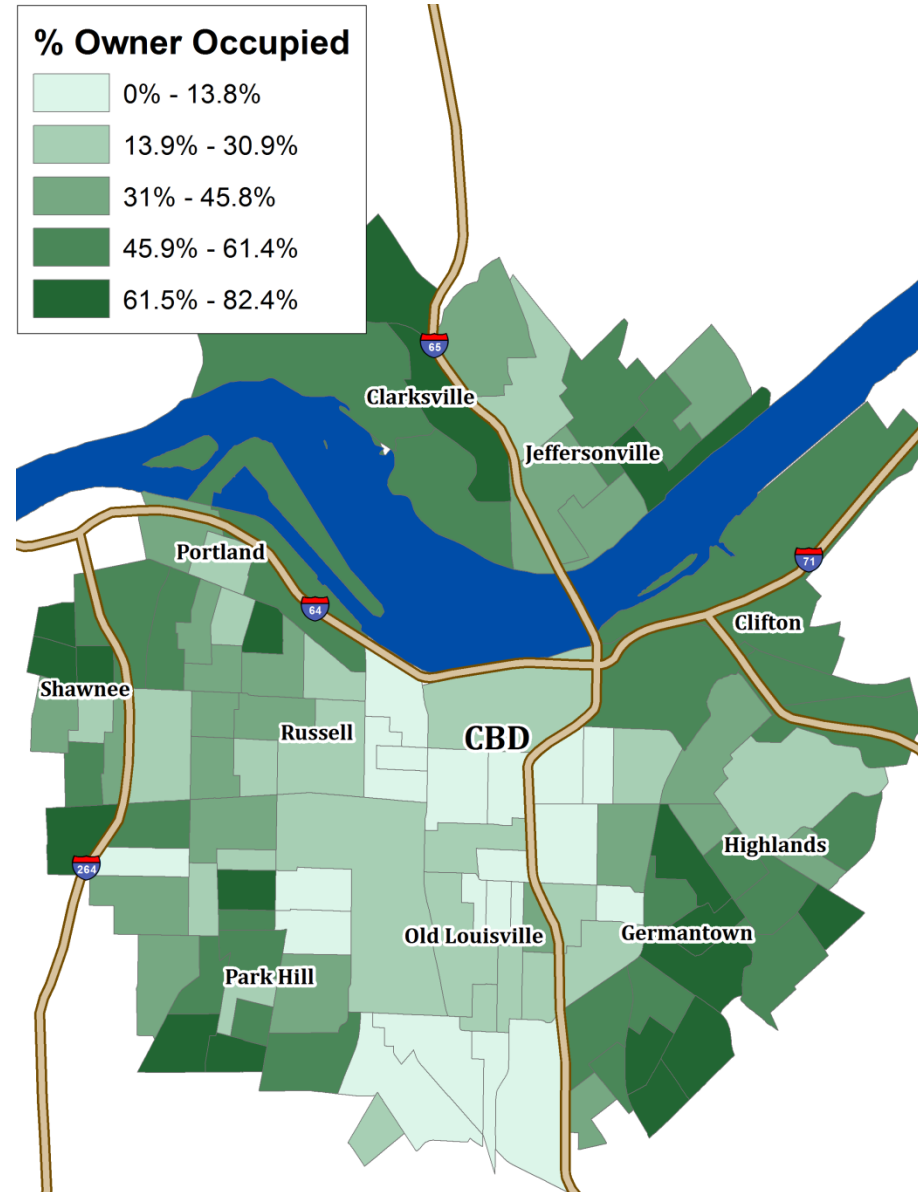 % Owner Occupied
0% - 13.8%
13.9% - 30.9%
31% - 45.8%
45.9% - 61.4%
61.5% - 82.4%
65
Clarksville
Jeffersonville
Portland
71
64
Clifton
Shawnee
Russell
CBD
Highlands
264
Old Louisville
Germantown
Park Hill